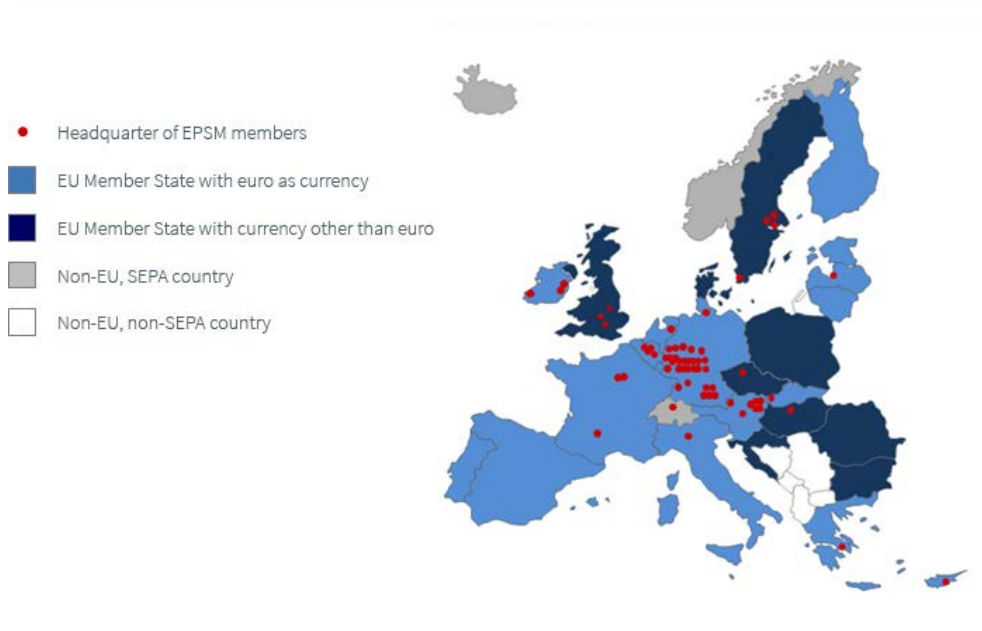 Headquarter of EPSM members
EU Member State with euro as currency
EU Member State with currency other than euro
Non-EU, SEPA country
Non-EU, non-SEPA country